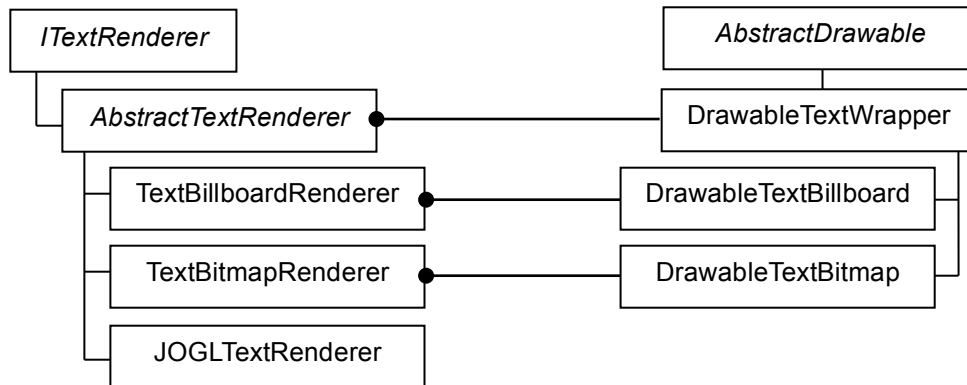 ITextRenderer
AbstractDrawable
AbstractTextRenderer
DrawableTextWrapper
TextBillboardRenderer
DrawableTextBillboard
TextBitmapRenderer
DrawableTextBitmap
JOGLTextRenderer